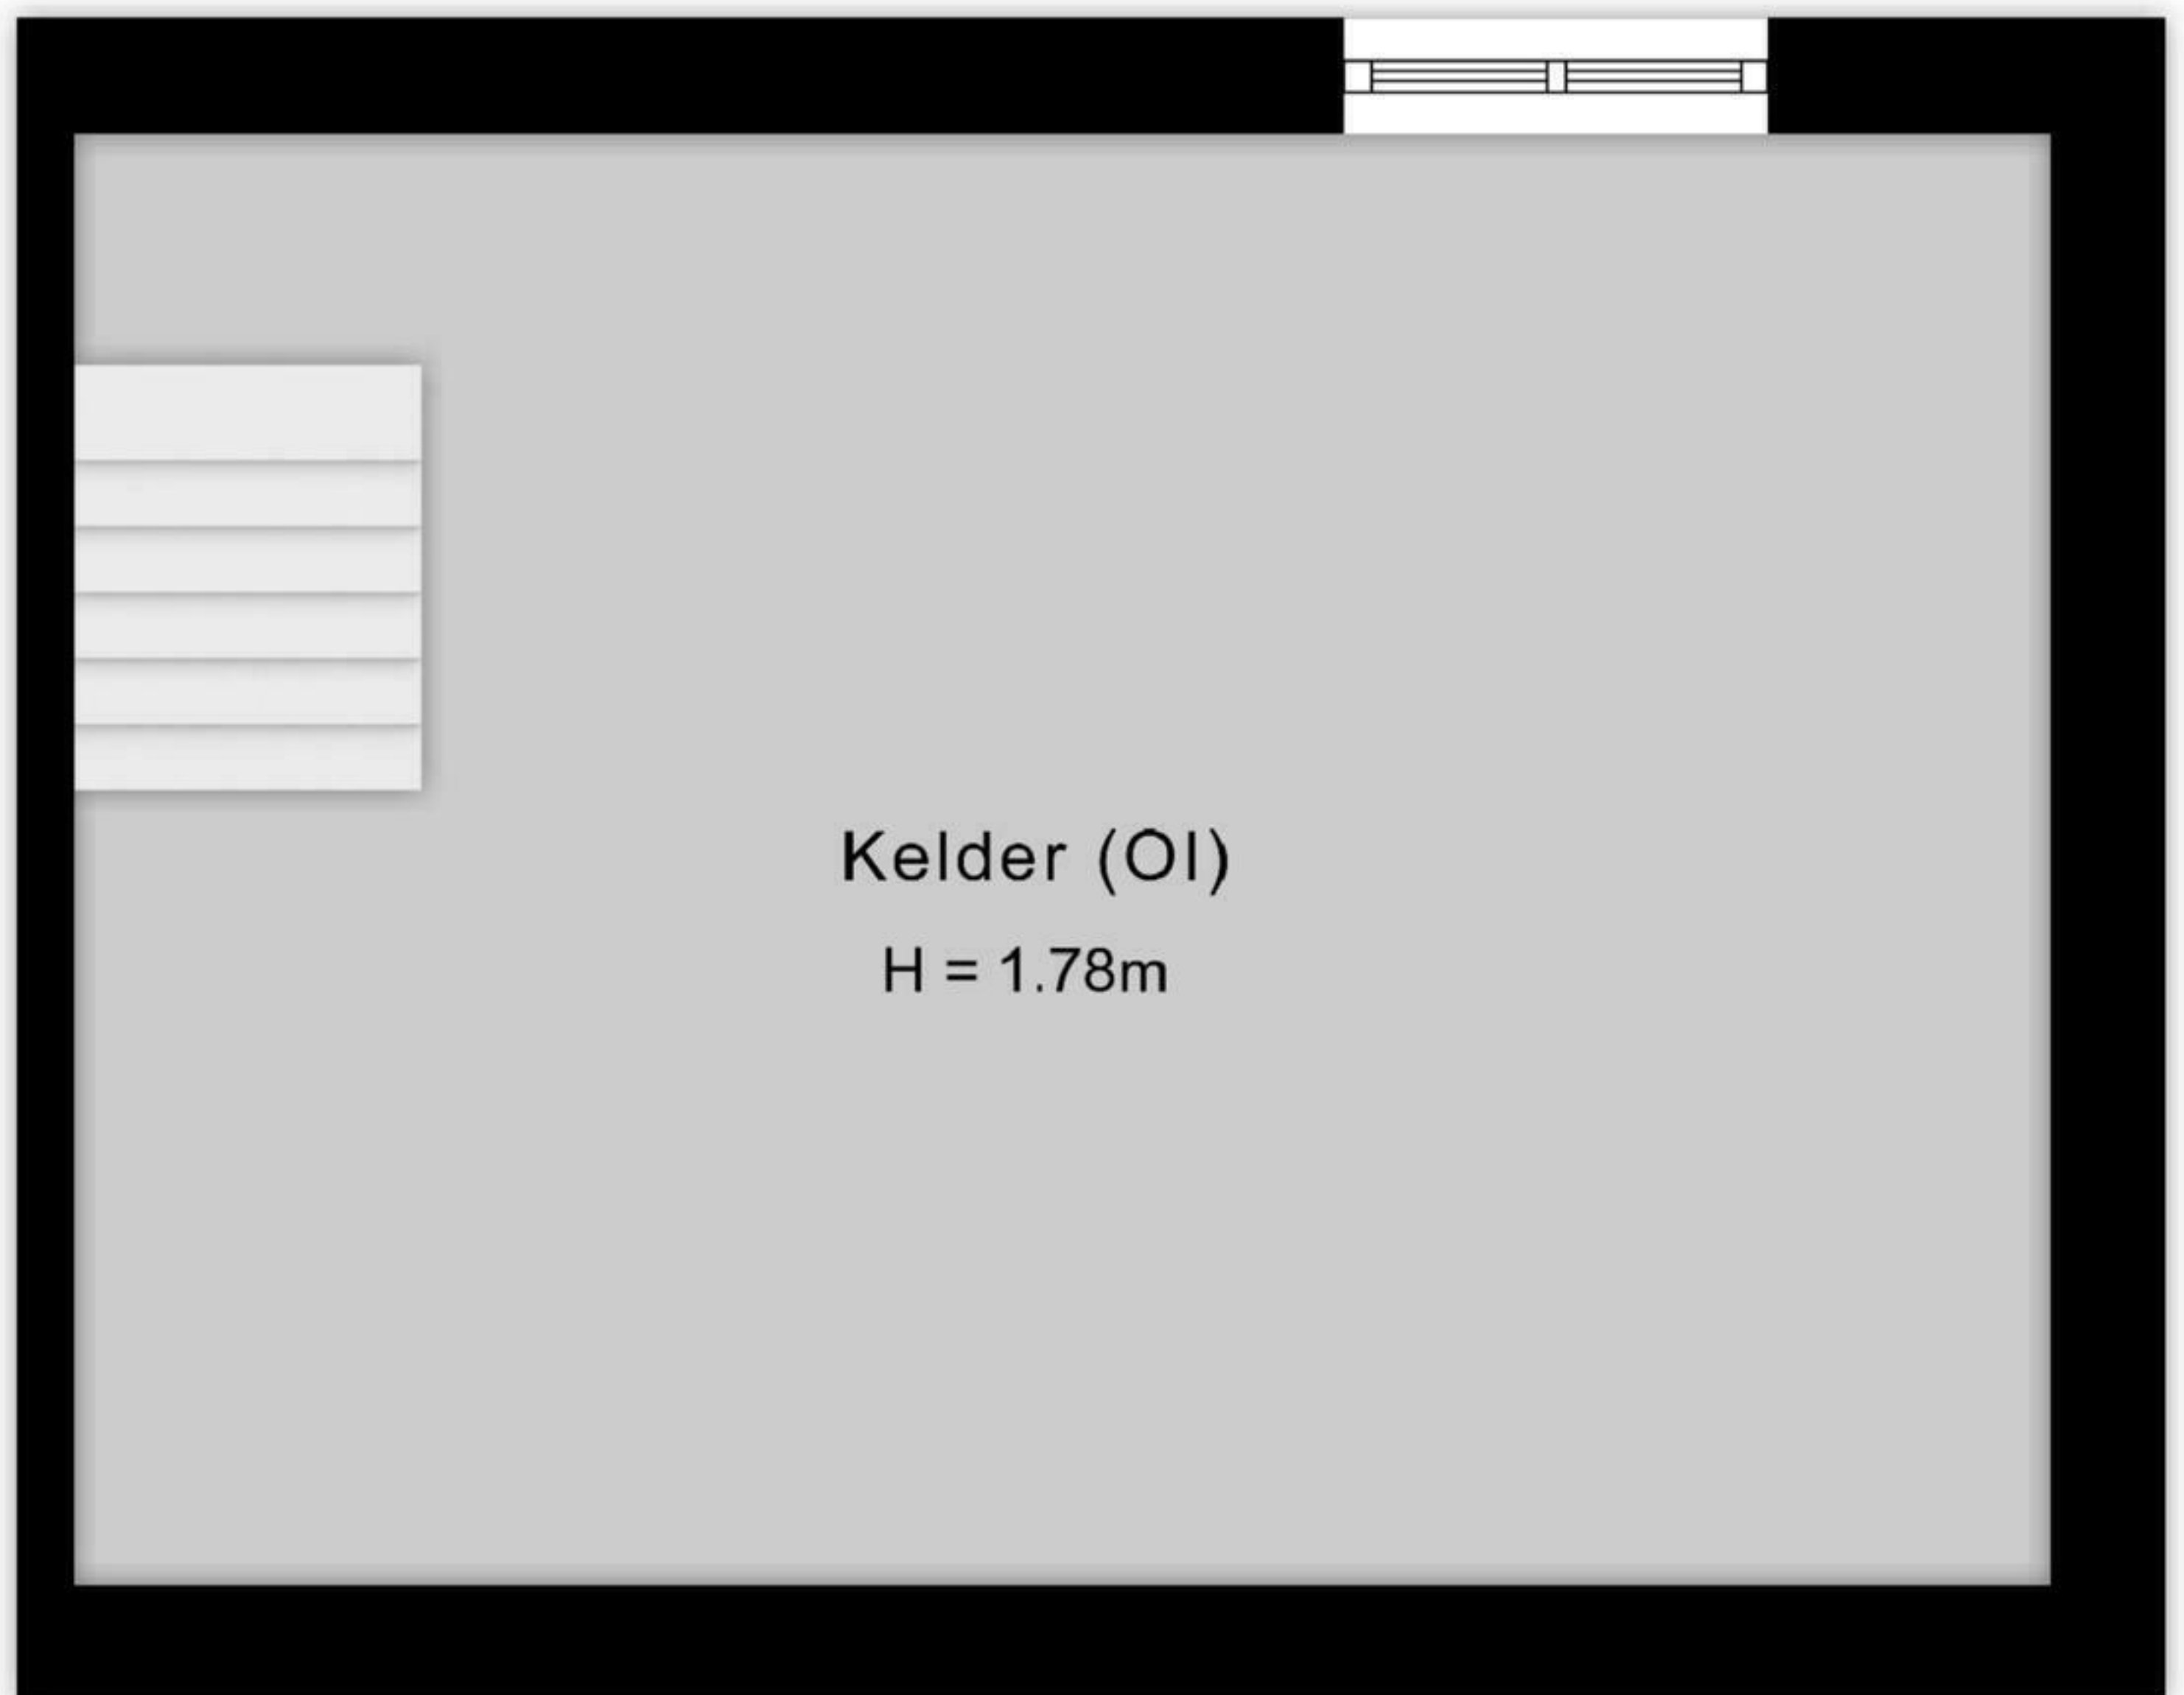 Kelder (OI)
H = 1.78m